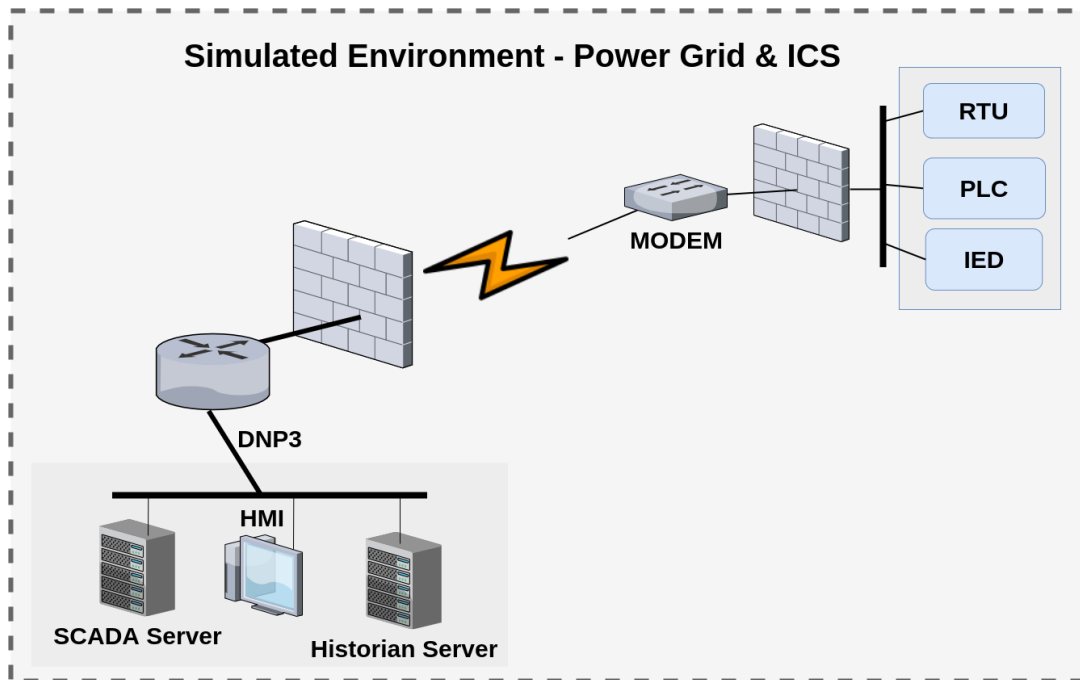 Simulated Environment - Power Grid & ICS
RTU
PLC
IED
MODEM
DNP3
HMI
SCADA Server
Historian Server